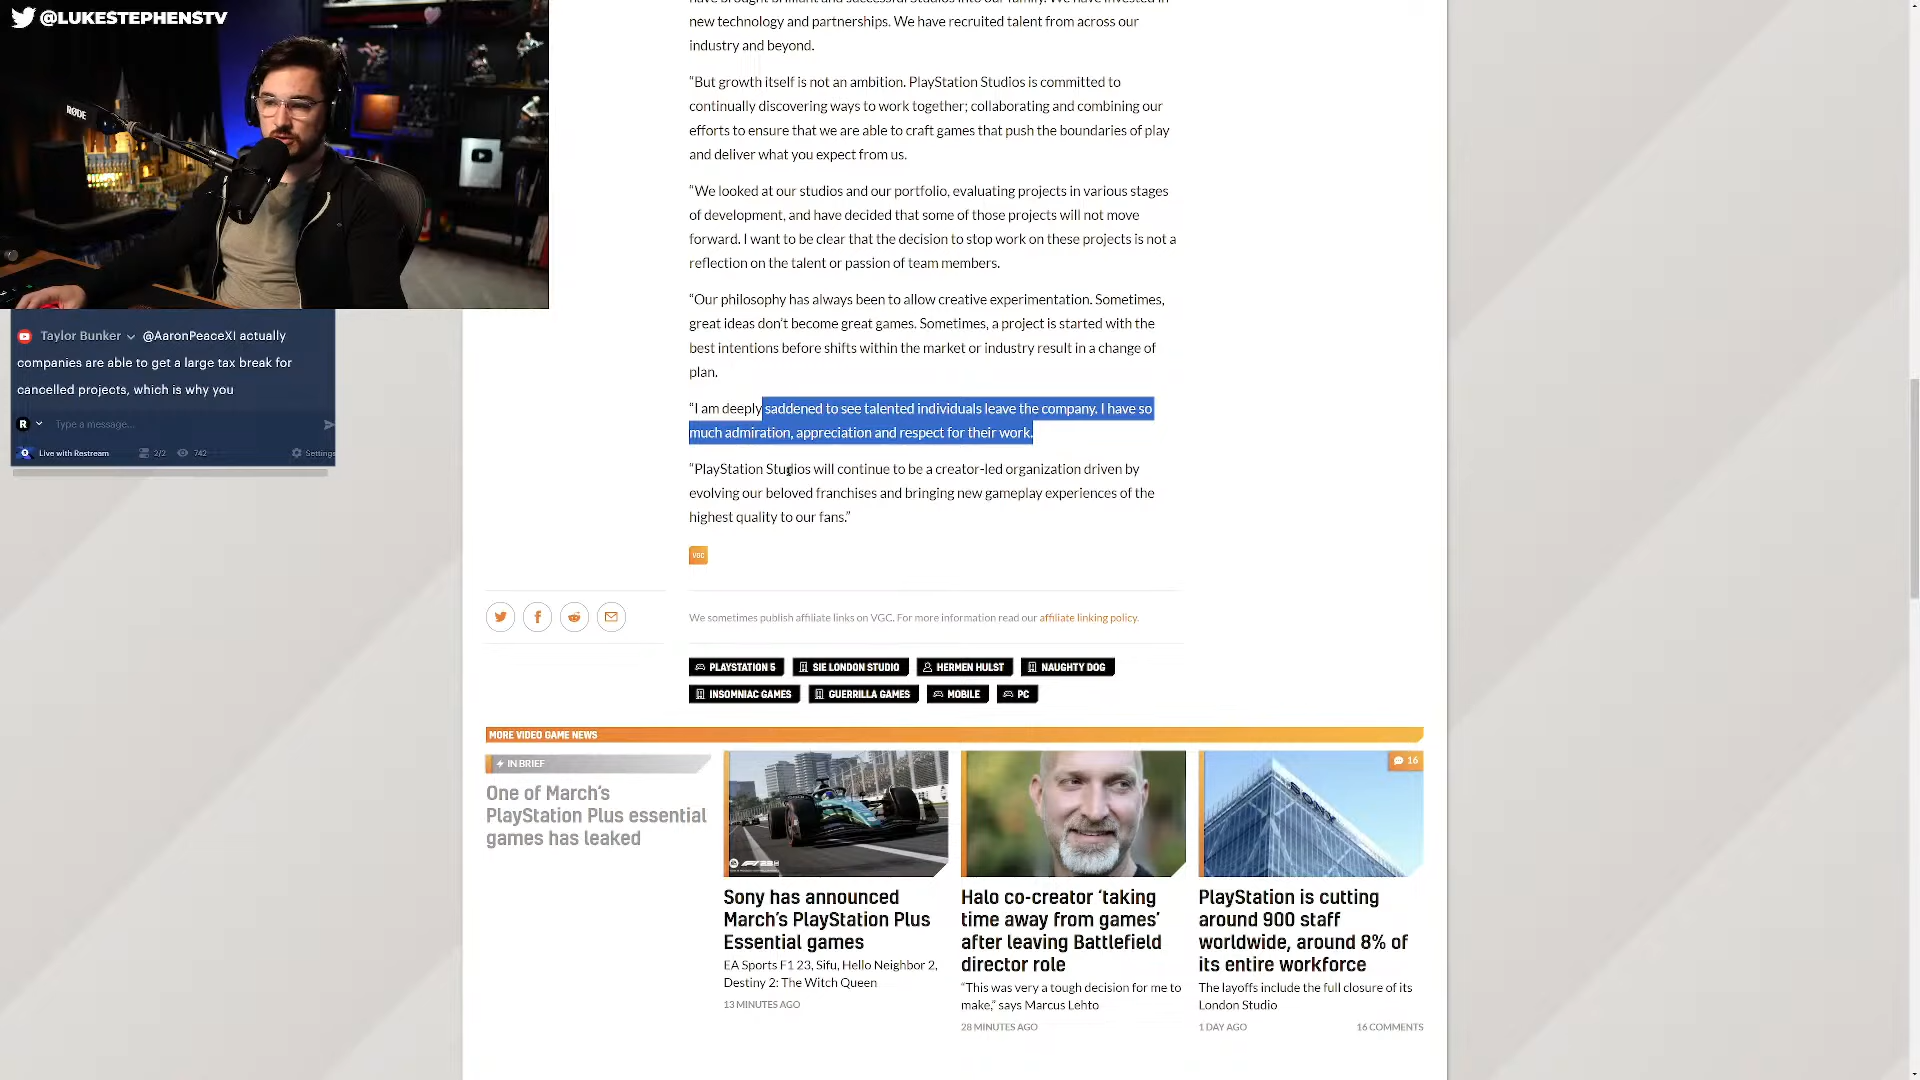 @LUKESTEPHENSTV
RØDE
Taylor Bunker @AaronPeaceXI actually
companies are able to get a large tax break for
cancelled projects, which is why you
R Type a message...
Live with Restream 2/2 742 Settings
new technology and partnerships. We have recruited talent from across our
industry and beyond.
“But growth itself is not an ambition. PlayStation Studios is committed to
continually discovering ways to work together; collaborating and combining our
efforts to ensure that we are able to craft games that push the boundaries of play
and deliver what you expect from us.
“We looked at our studios and our portfolio, evaluating projects in various stages
of development, and have decided that some of those projects will not move
forward. I want to be clear that the decision to stop work on these projects is not a
reflection on the talent or passion of team members.
“Our philosophy has always been to allow creative experimentation. Sometimes,
great ideas don’t become great games. Sometimes, a project is started with the
best intentions before shifts within the market or industry result in a change of
plan.
“I am deeply saddened to see talented individuals leave the company. I have so
much admiration, appreciation and respect for their work.
“PlayStation Studios will continue to be a creator-led organization driven by
evolving our beloved franchises and bringing new gameplay experiences of the
highest quality to our fans.”
VGC
We sometimes publish affiliate links on VGC. For more information read our affiliate linking policy.
PLAYSTATION 5 SIE LONDON STUDIO HERMEN HULST NAUGHTY DOG
INSOMNIAC GAMES GUERRILLA GAMES MOBILE PC
MORE VIDEO GAME NEWS
IN BRIEF
One of March’s
PlayStation Plus essential
games has leaked
F1 23
Sony has announced
March’s PlayStation Plus
Essential games
EA Sports F1 23, Sifu, Hello Neighbor 2,
Destiny 2: The Witch Queen
13 MINUTES AGO
Halo co-creator ‘taking
time away from games’
after leaving Battlefield
director role
“This was a very tough decision for me to
make,” says Marcus Lehto
28 MINUTES AGO
16
SONY
PlayStation is cutting
around 900 staff
worldwide, around 8% of
its entire workforce
The layoffs include the full closure of its
London Studio
1 DAY AGO 16 COMMENTS